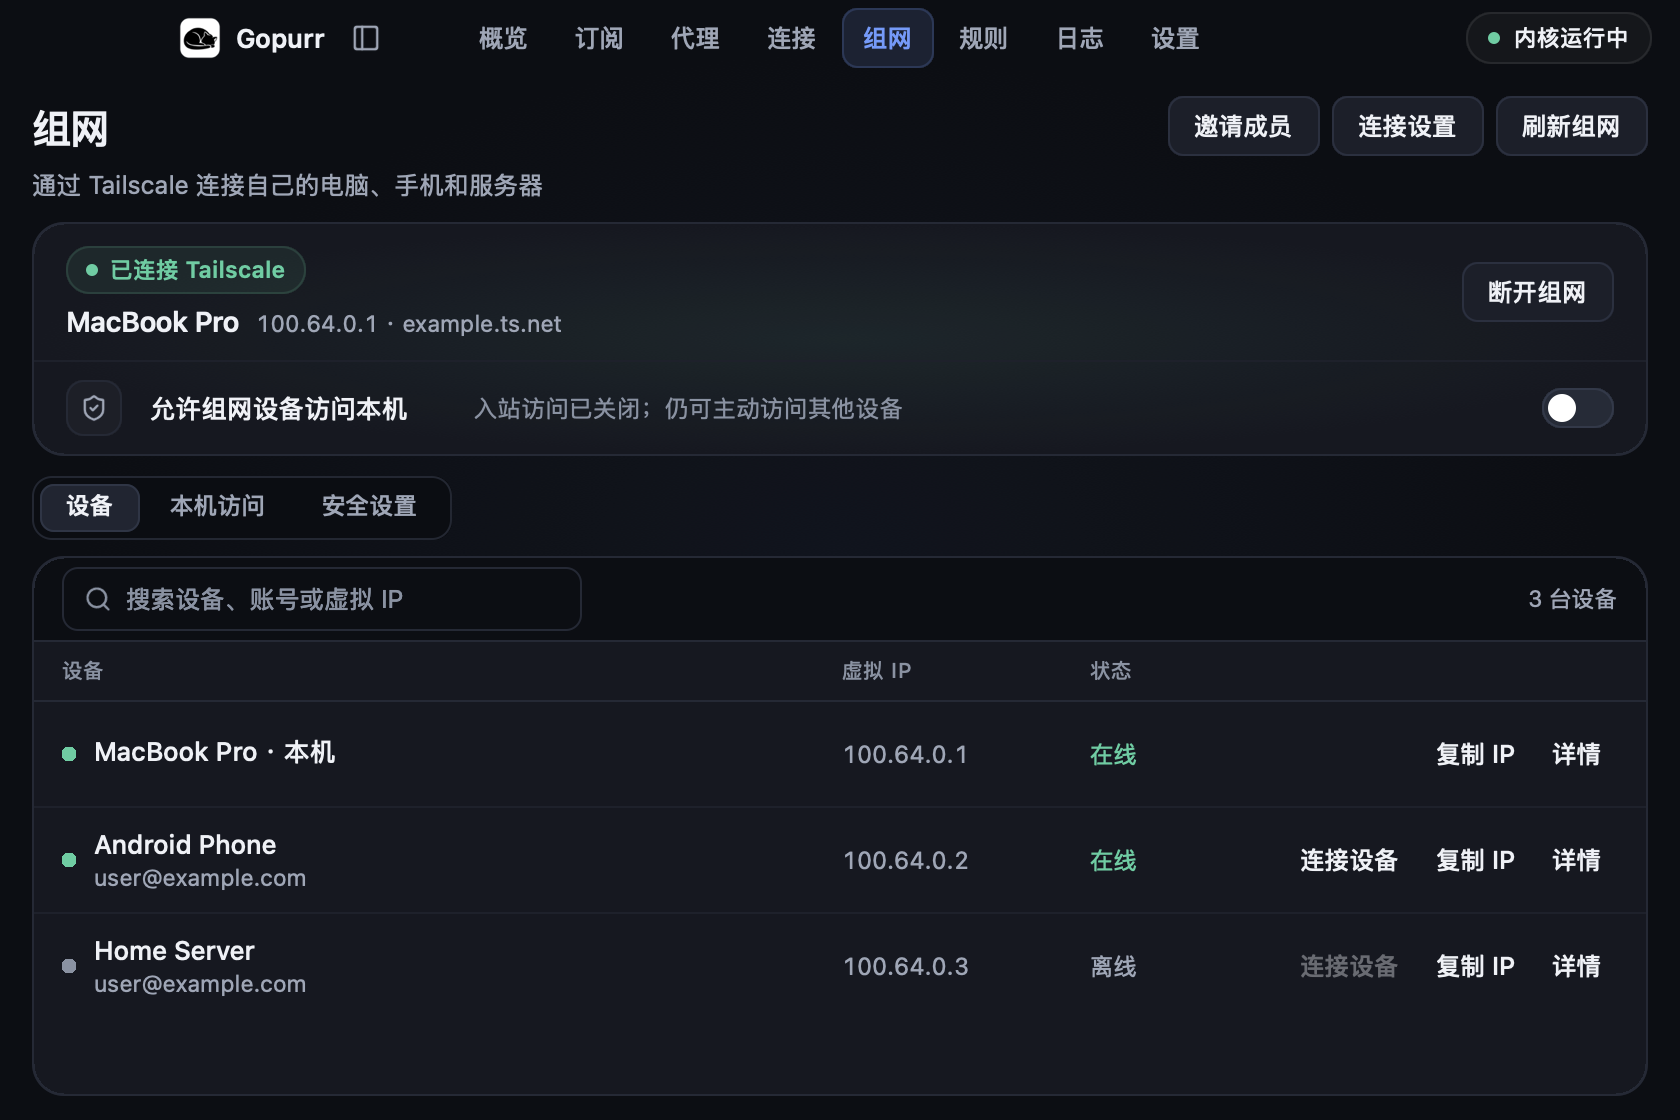 Gopurr 概览 订阅 代理 连接 组网 规则 日志 设置 内核运行中
组网 邀请成员 连接设置 刷新组网
通过 Tailscale 连接自己的电脑、手机和服务器
已连接 Tailscale
MacBook Pro 100.64.0.1 · example.ts.net 断开组网
允许组网设备访问本机 入站访问已关闭；仍可主动访问其他设备
设备 本机访问 安全设置
搜索设备、账号或虚拟 IP 3 台设备
设备 虚拟 IP 状态
MacBook Pro · 本机 100.64.0.1 在线 复制 IP 详情
Android Phone
user@example.com 100.64.0.2 在线 连接设备 复制 IP 详情
Home Server
user@example.com 100.64.0.3 离线 连接设备 复制 IP 详情